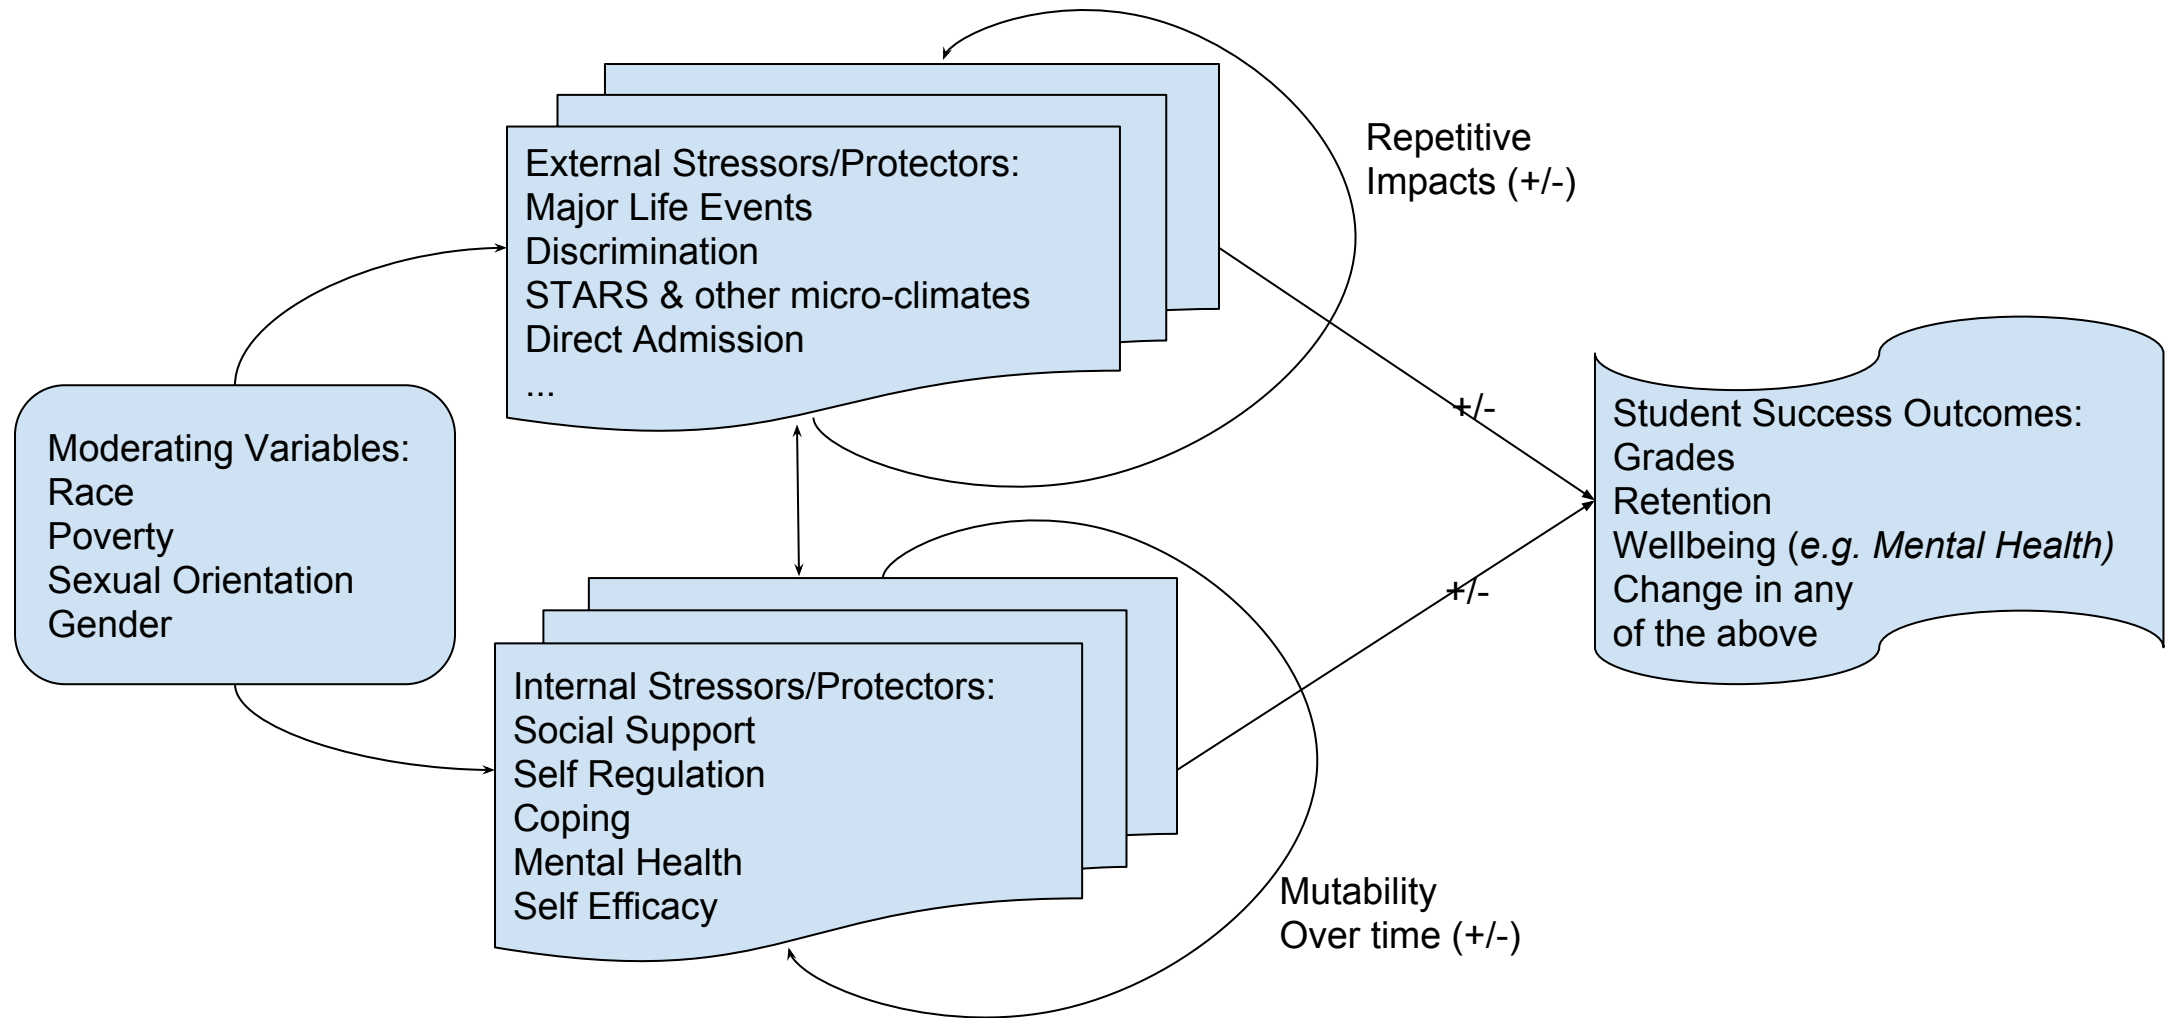 Moderating Variables:
Race
Poverty
Sexual Orientation
Gender
External Stressors/Protectors:
Major Life Events
Discrimination
STARS & other micro-climates
Direct Admission
...
Repetitive
Impacts (+/-)
Internal Stressors/Protectors:
Social Support
Self Regulation
Coping
Mental Health
Self Efficacy
Mutability
Over time (+/-)
+/-
+/-
Student Success Outcomes:
Grades
Retention
Wellbeing (e.g. Mental Health)
Change in any
of the above